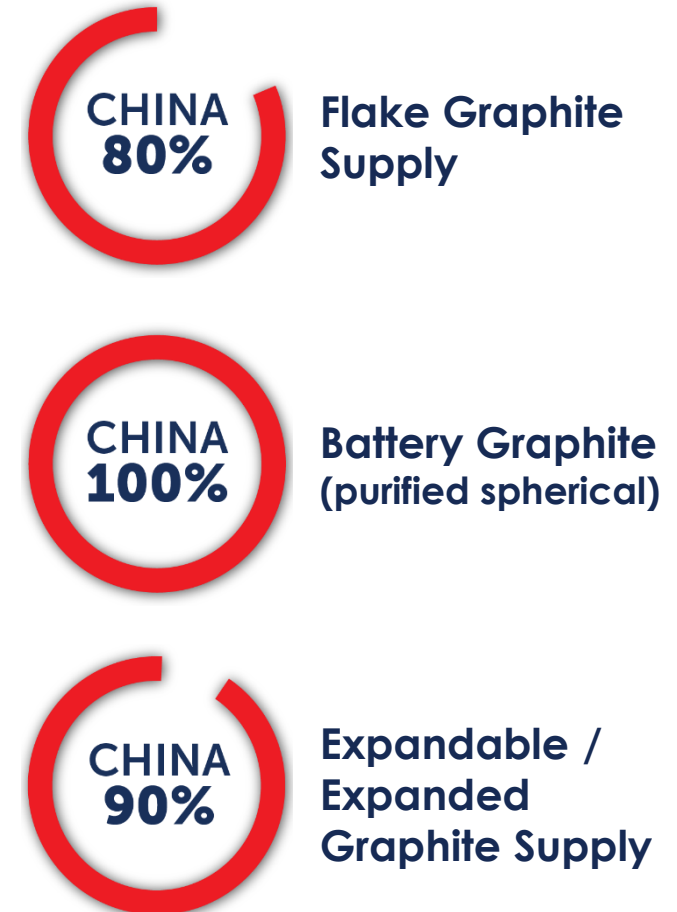 CHINA
80%
Flake Graphite
Supply
CHINA
100%
Battery Graphite
(purified spherical)
CHINA
90%
Expandable /
Expanded
Graphite Supply